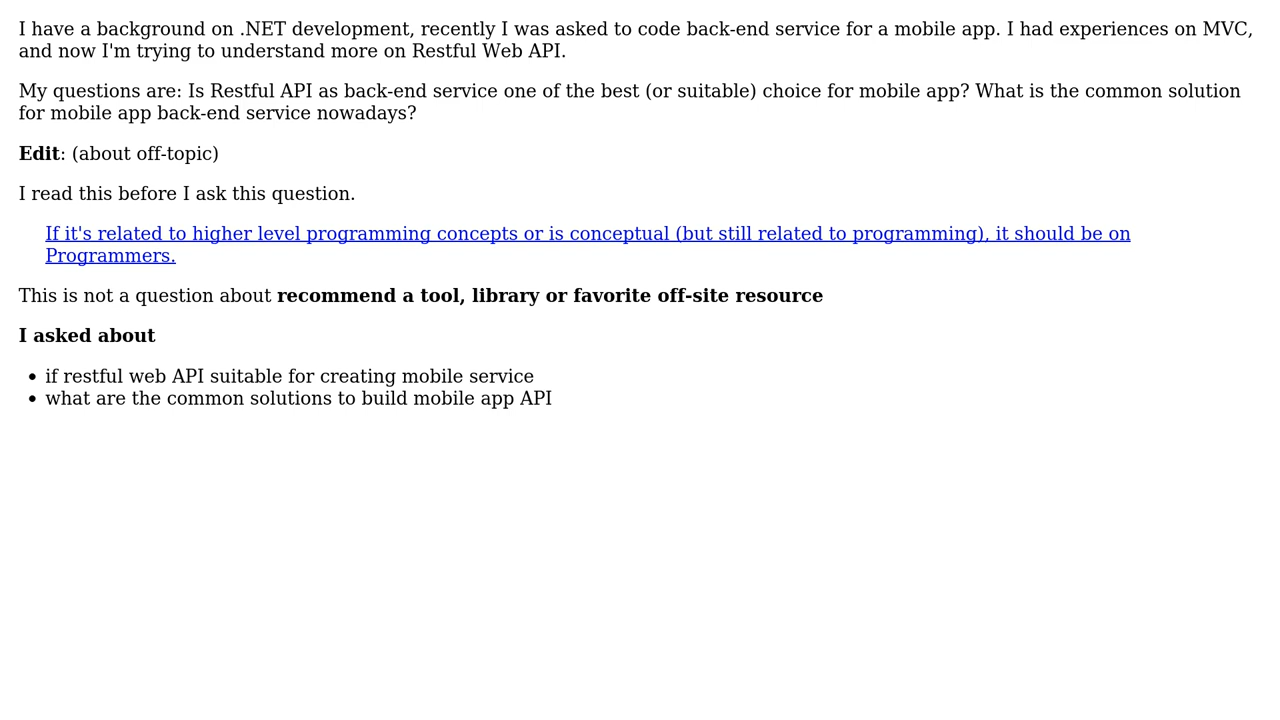 I have a background on .NET development, recently I was asked to code back-end service for a mobile app. I had experiences on MVC,
and now I'm trying to understand more on Restful Web API.
My questions are: Is Restful API as back-end service one of the best (or suitable) choice for mobile app? What is the common solution
for mobile app back-end service nowadays?
Edit: (about off-topic)
I read this before I ask this question.
If it's related to higher level programming concepts or is conceptual (but still related to programming), it should be on
Programmers.
This is not a question about recommend a tool, library or favorite off-site resource
I asked about
• if restful web API suitable for creating mobile service
• what are the common solutions to build mobile app API